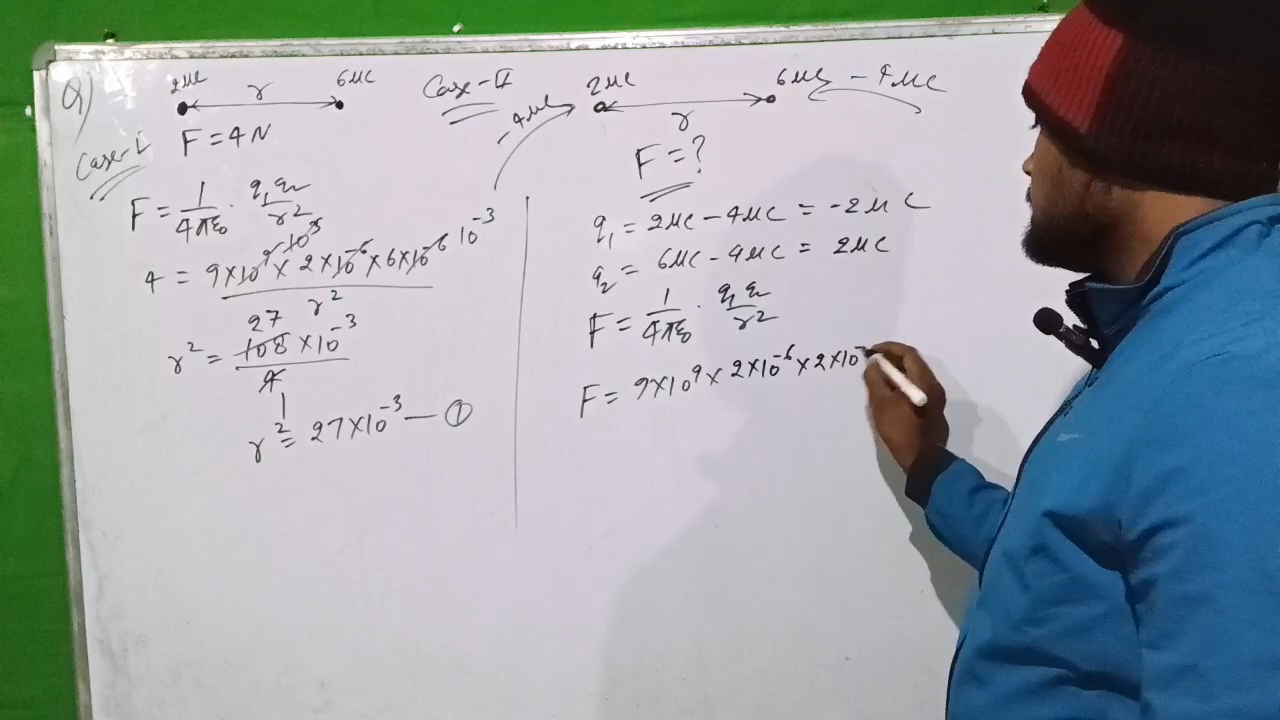 Q)
2μC r 6μC
F = 4N
Case-I
F = 1/4πε₀ · q₁q₂/r²
4 = 9×10⁹ × 2×10⁻⁶ × 6×10⁻⁶ / r²
10⁻³
27
r² = 108 × 10⁻³ / 4
1
r² = 27×10⁻³ — ①
Case-II
-4μC 2μC r 6μC -4μC
F = ?
q₁ = 2μC - 4μC = -2μC
q₂ = 6μC - 4μC = 2μC
F = 1/4πε₀ · q₁q₂/r²
F = 9×10⁹ × 2×10⁻⁶ × 2×10⁻